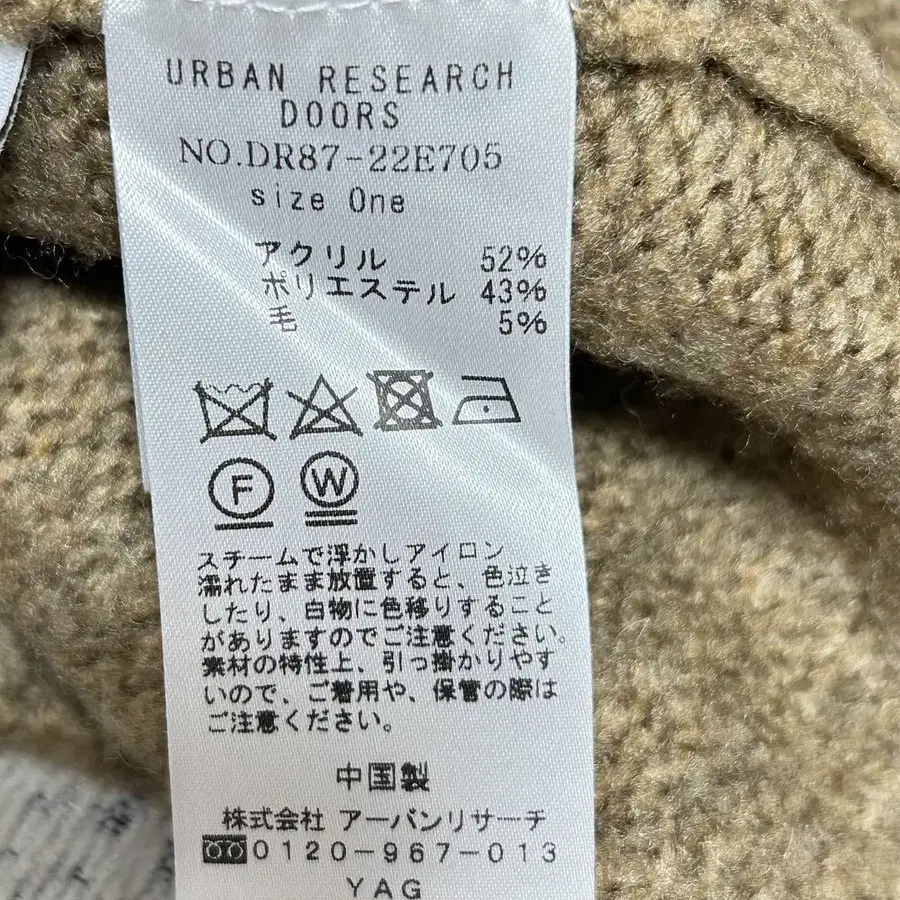 URBAN RESEARCH
DOORS
NO.DR87-22E705
size One
アクリル 52%
ポリエステル 43%
毛 5%
F W
スチームで浮かしアイロン
濡れたまま放置すると、色泣き
したり、白物に色移りすること
がありますのでご注意ください。
素材の特性上、引っ掛かりやす
いので、ご着用や、保管の際は
ご注意ください。
中国製
株式会社 アーバンリサーチ
0120-967-013
YAG